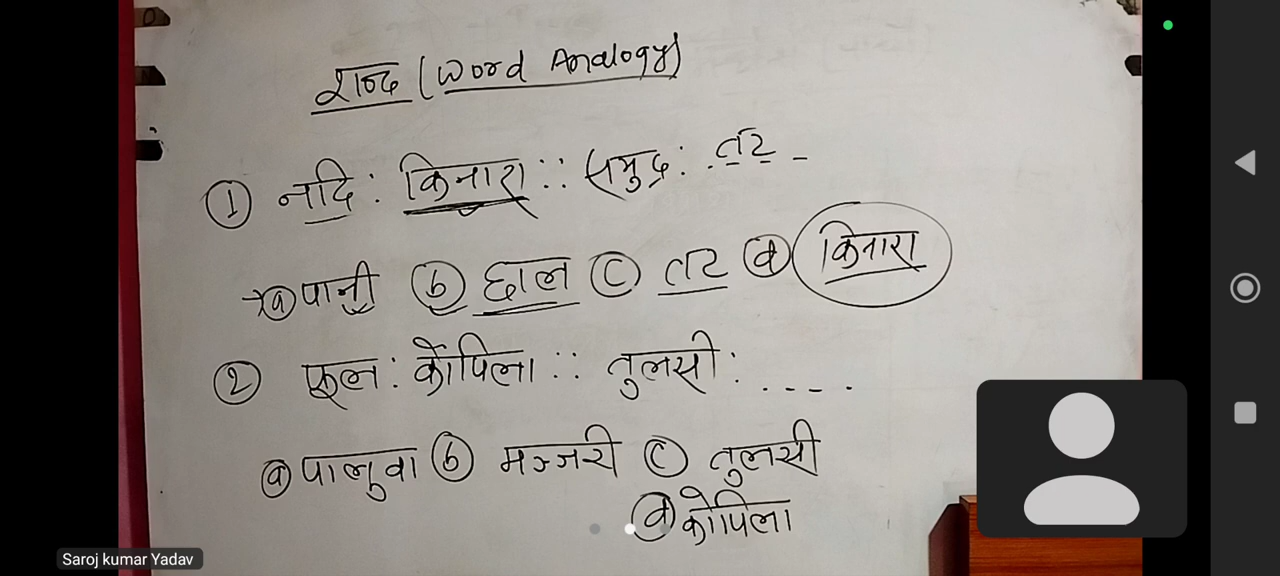 शब्द (Word Analogy)
① नदि : किनारा :: समुद्र : . तट -
ⓐ पानी ⓑ छाल ⓒ तट ⓓ किनारा
② फूल : कोपिला :: तुलसी : . - - - .
ⓐ पालुवा ⓑ मञ्जरी ⓒ तुलसी
ⓓ कोपिला
Saroj kumar Yadav